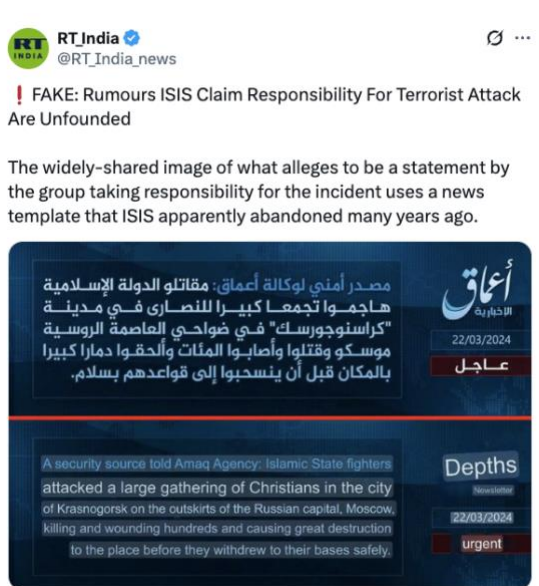 RT INDIA
RT_India
@RT_India_news
❗ FAKE: Rumours ISIS Claim Responsibility For Terrorist Attack
Are Unfounded
The widely-shared image of what alleges to be a statement by
the group taking responsibility for the incident uses a news
template that ISIS apparently abandoned many years ago.
مصدر أمني لوكالة أعماق: مقاتلو الدولة الإسلامية
هاجموا تجمعا كبيرا للنصارى في مدينة
"كراسنوجورسك" في ضواحي العاصمة الروسية
موسكو وقتلوا وأصابوا المئات وألحقوا دمارا كبيرا
بالمكان قبل أن ينسحبوا إلى قواعدهم بسلام.
أعماق
الإخبارية
22/03/2024
عاجل
A security source told Amaq Agency: Islamic State fighters
attacked a large gathering of Christians in the city
of Krasnogorsk on the outskirts of the Russian capital, Moscow,
killing and wounding hundreds and causing great destruction
to the place before they withdrew to their bases safely.
Depths
Newsletter
22/03/2024
urgent